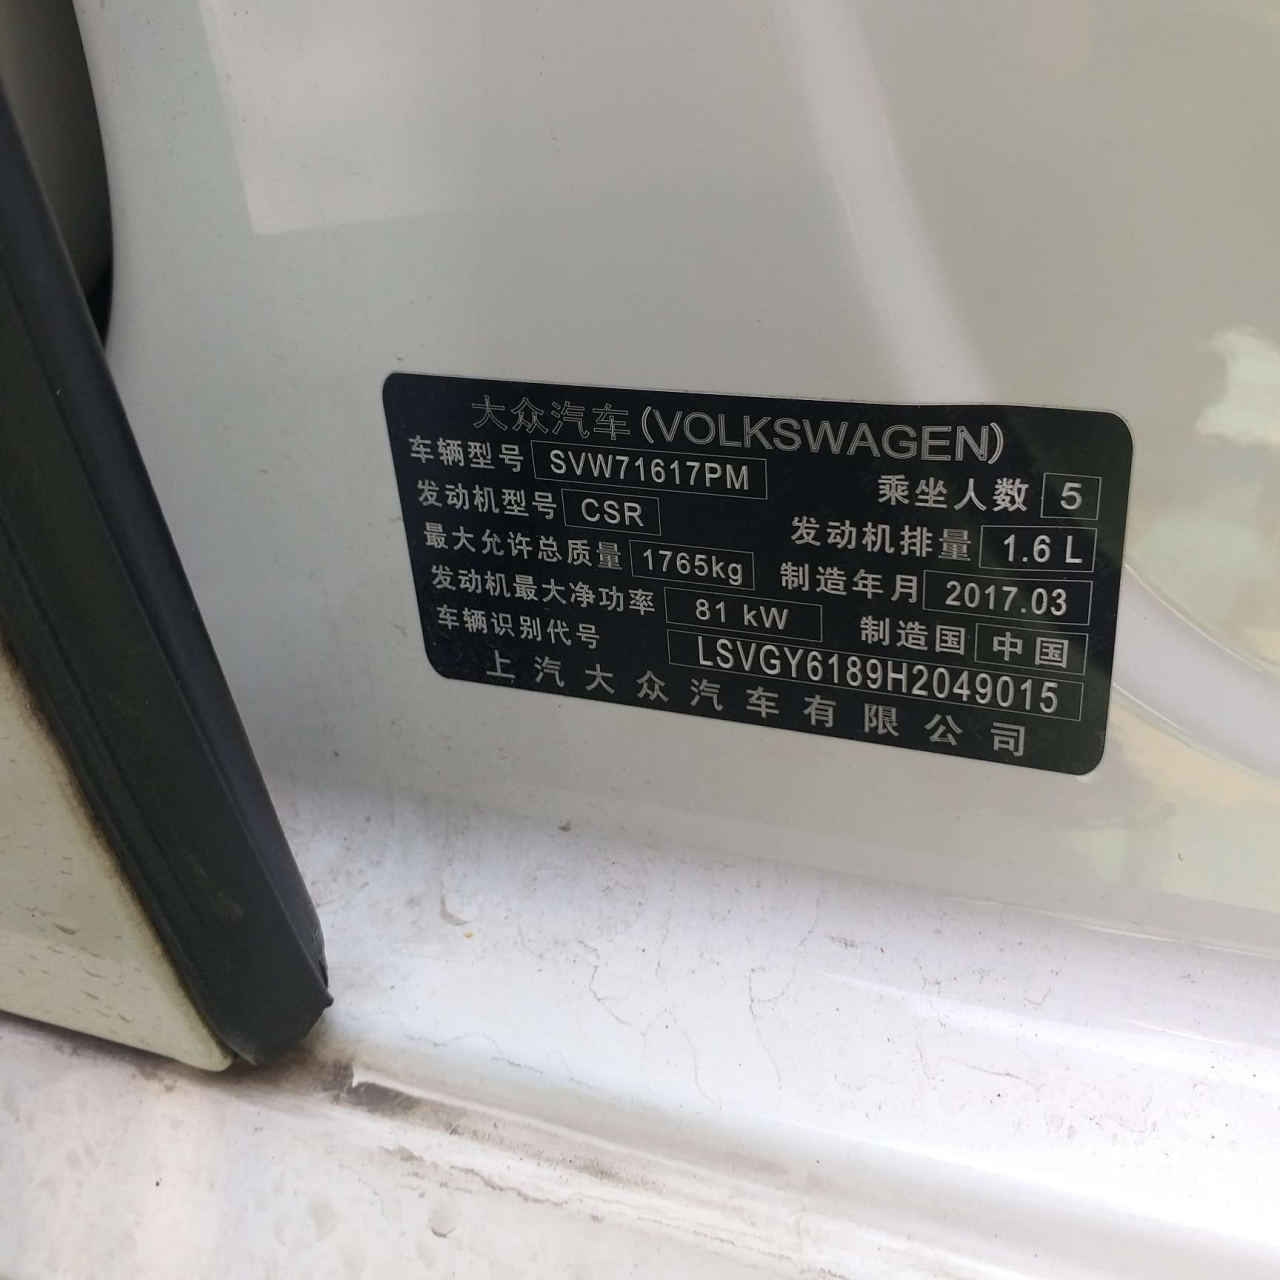 大众汽车(VOLKSWAGEN)
车辆型号 SVW71617PM 乘坐人数 5
发动机型号 CSR 发动机排量 1.6 L
最大允许总质量 1765kg 制造年月 2017.03
发动机最大净功率 81 kW 制造国 中国
车辆识别代号 LSVGY6189H2049015
上汽大众汽车有限公司